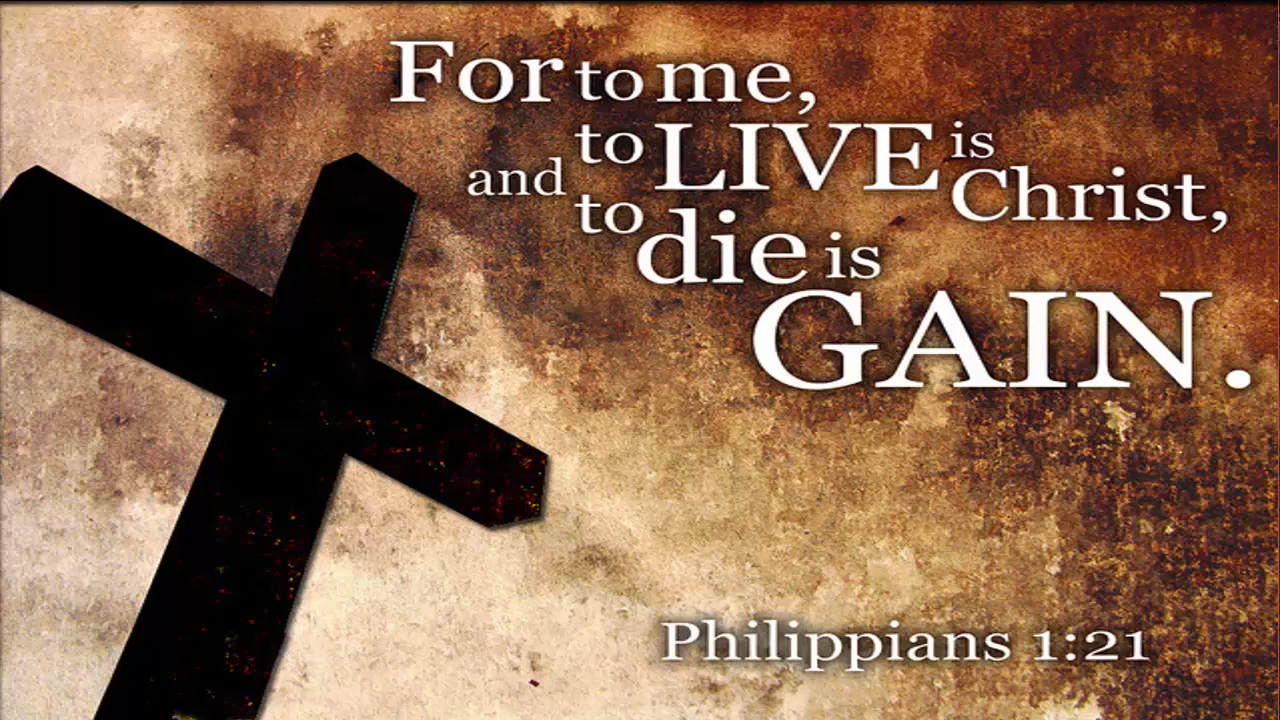 For to me,
to LIVE is Christ,
and to die is
GAIN.
Philippians 1:21